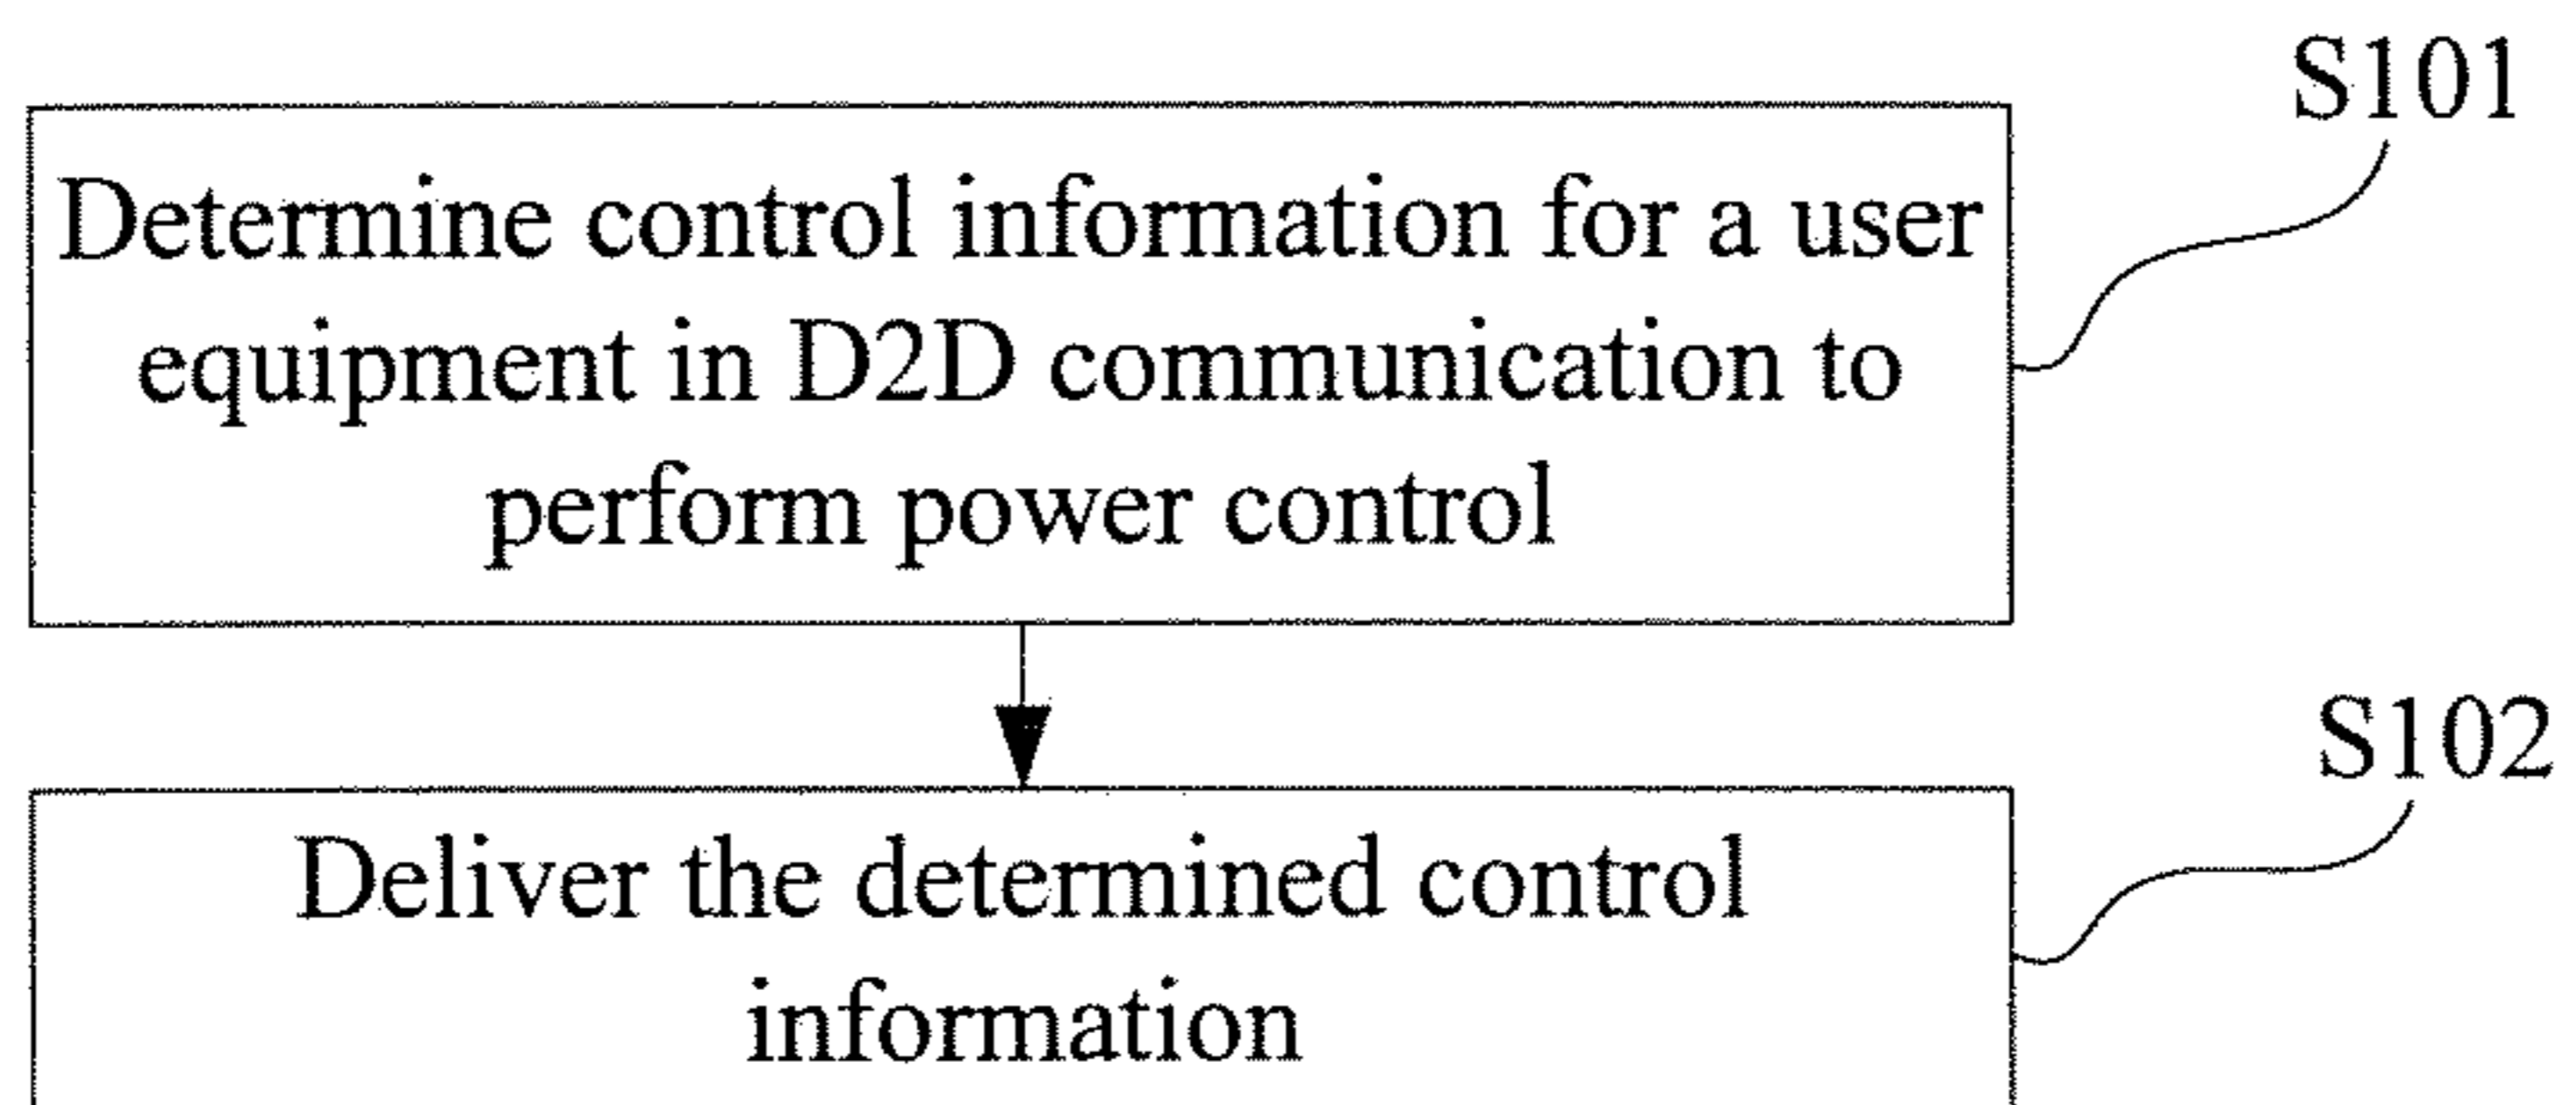 S101
Determine control information for a user
equipment in D2D communication to
perform power control
S102
Deliver the determined control
information